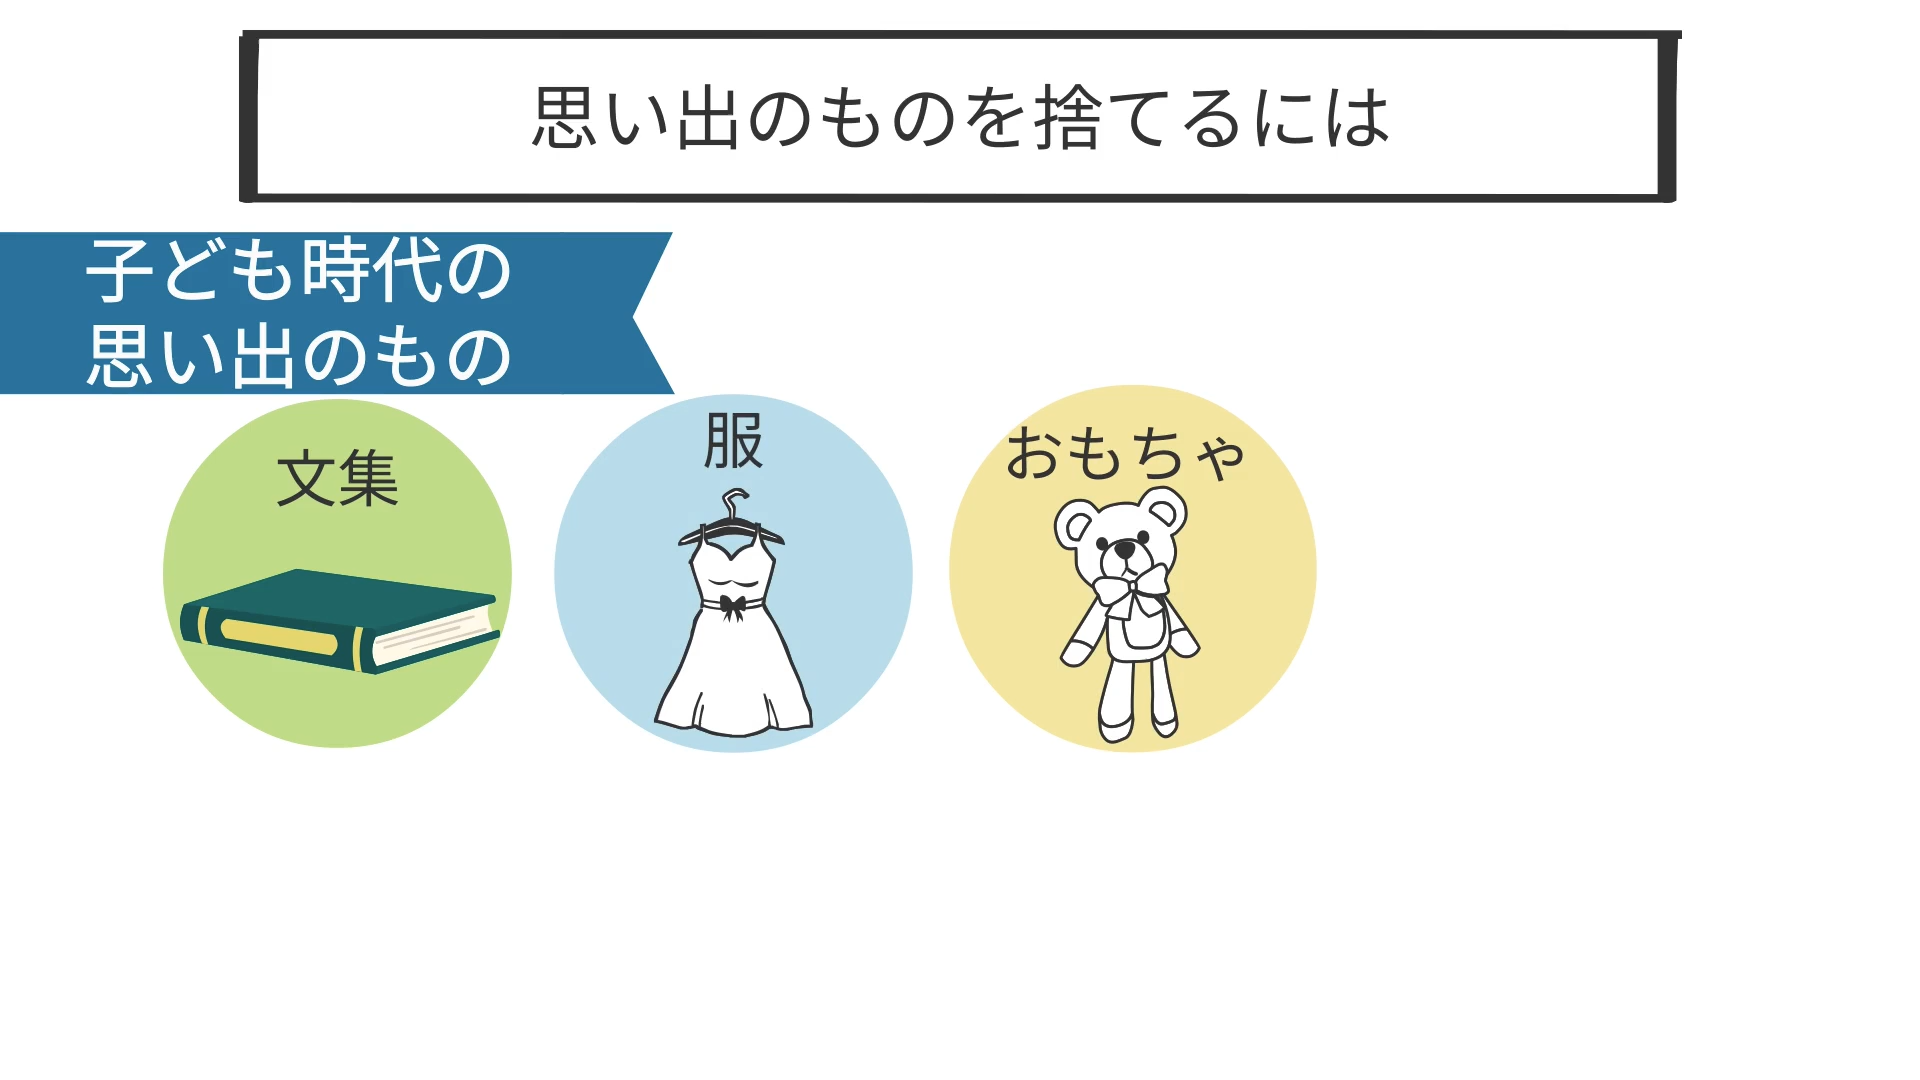 思い出のものを捨てるには
子ども時代の
思い出のもの
文集
服
おもちゃ